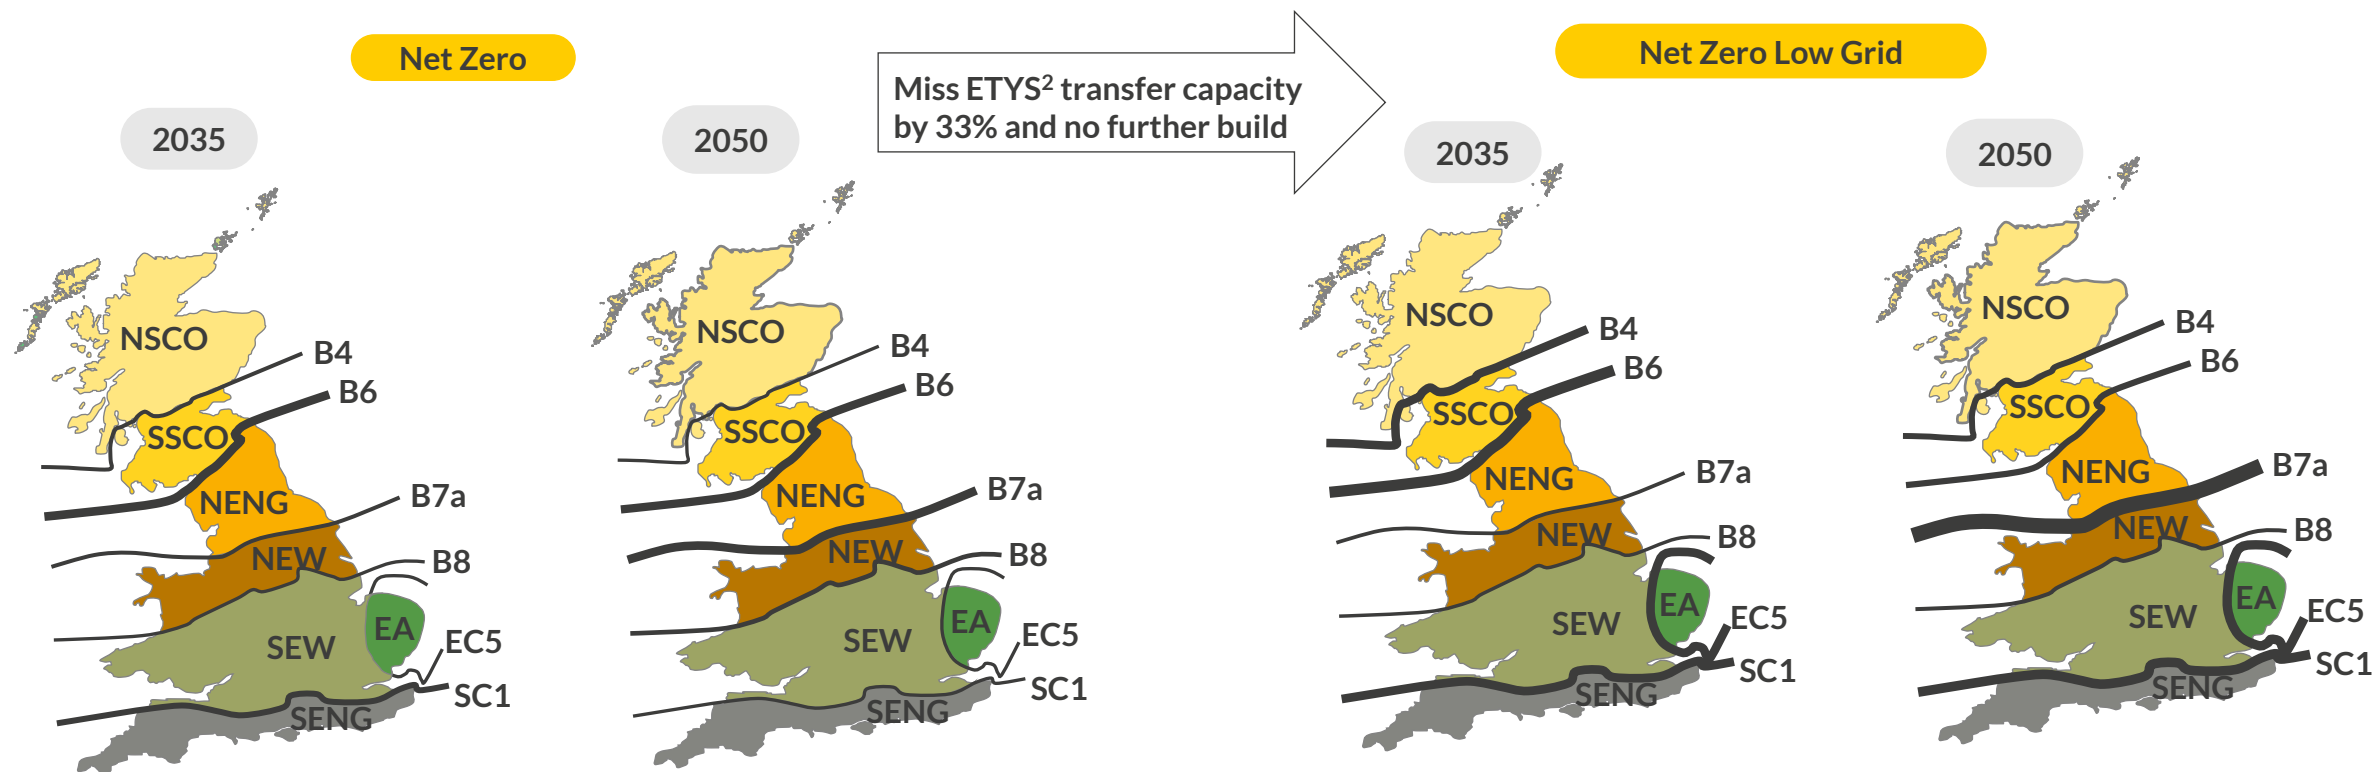 Net Zero
Miss ETYS² transfer capacity
by 33% and no further build
Net Zero Low Grid
2035
2050
2035
2050
NSCO
B4
B6
SSCO
NENG
B7a
NEW
B8
EA
SEW
EC5
SC1
SENG
NSCO
B4
B6
SSCO
NENG
B7a
NEW
B8
EA
SEW
EC5
SC1
SENG
NSCO
B4
B6
SSCO
NENG
B7a
NEW
B8
EA
SEW
EC5
SC1
SENG
NSCO
B4
B6
SSCO
NENG
B7a
NEW
B8
EA
SEW
EC5
SC1
SENG